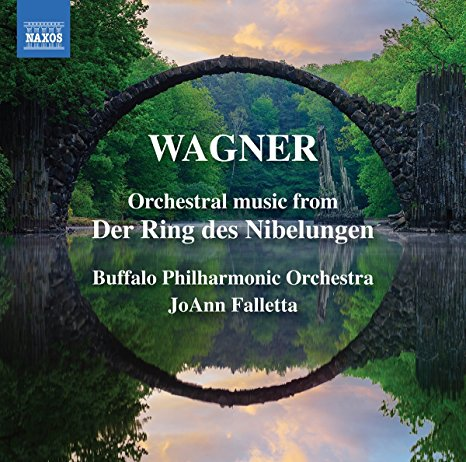 NAXOS
WAGNER
Orchestral music from
Der Ring des Nibelungen
Buffalo Philharmonic Orchestra
JoAnn Falletta